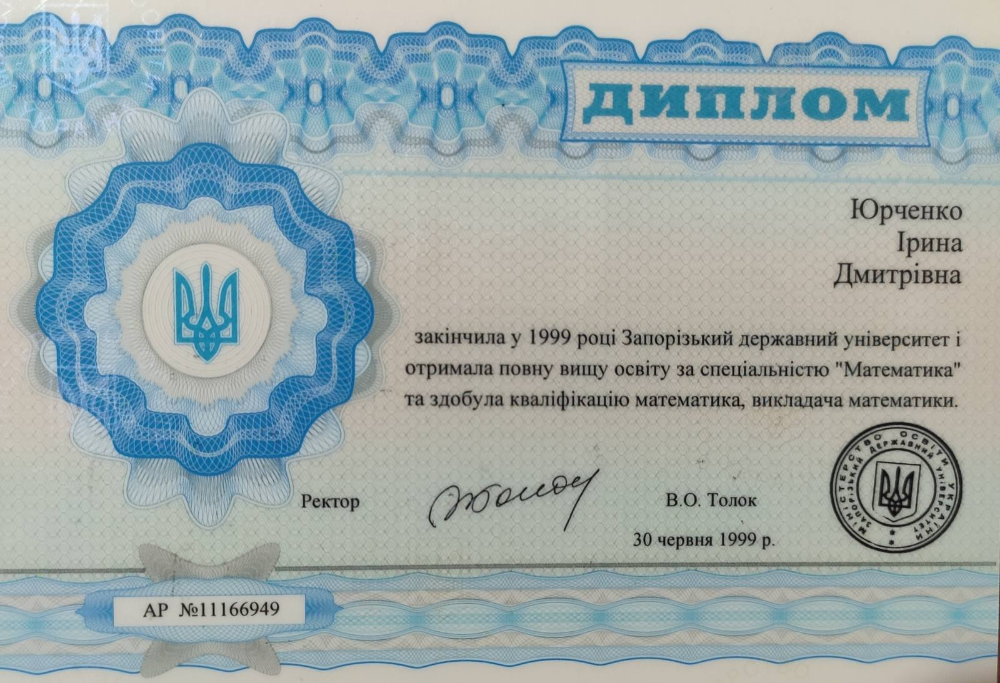 ДИПЛОМ
Юрченко
Ірина
Дмитрівна
закінчила у 1999 році Запорізький державний університет і
отримала повну вищу освіту за спеціальністю "Математика"
та здобула кваліфікацію математика, викладача математики.
Ректор
В.О. Толок
30 червня 1999 р.
МІНІСТЕРСТВО ОСВІТИ УКРАЇНИ
ЗАПОРІЗЬКИЙ ДЕРЖАВНИЙ УНІВЕРСИТЕТ
АР №11166949